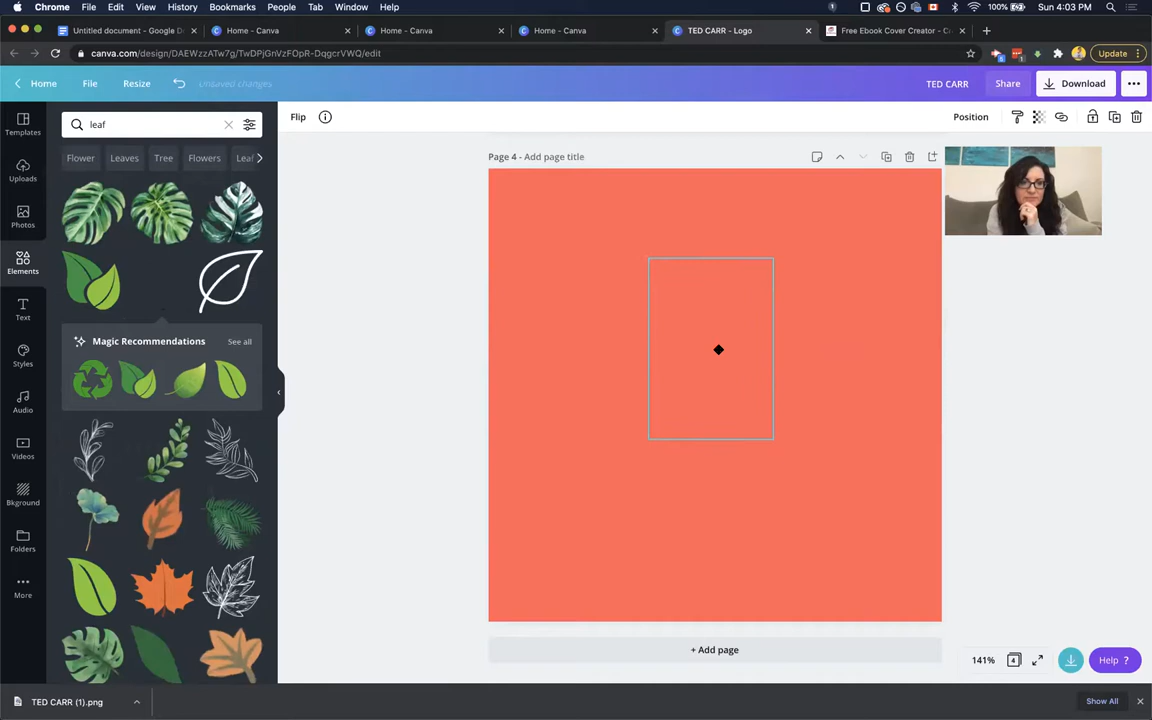 Chrome File Edit View History Bookmarks People Tab Window Help 100% Sun 4:03 PM
Untitled document - Google D Home - Canva Home - Canva Home - Canva TED CARR - Logo Free Ebook Cover Creator - C
canva.com/design/DAEWzzATw7g/TwDPjGnVzFOpR-DqgcrVWQ/edit Update
Home File Resize Unsaved changes TED CARR Share Download
leaf Flip Position
Templates
Flower Leaves Tree Flowers Leaf
Page 4 - Add page title
Uploads
Photos
Elements
Text
Magic Recommendations See all
Styles
Audio
Videos
Bkground
Folders
More
+ Add page
141% 4 Help ?
TED CARR (1).png Show All